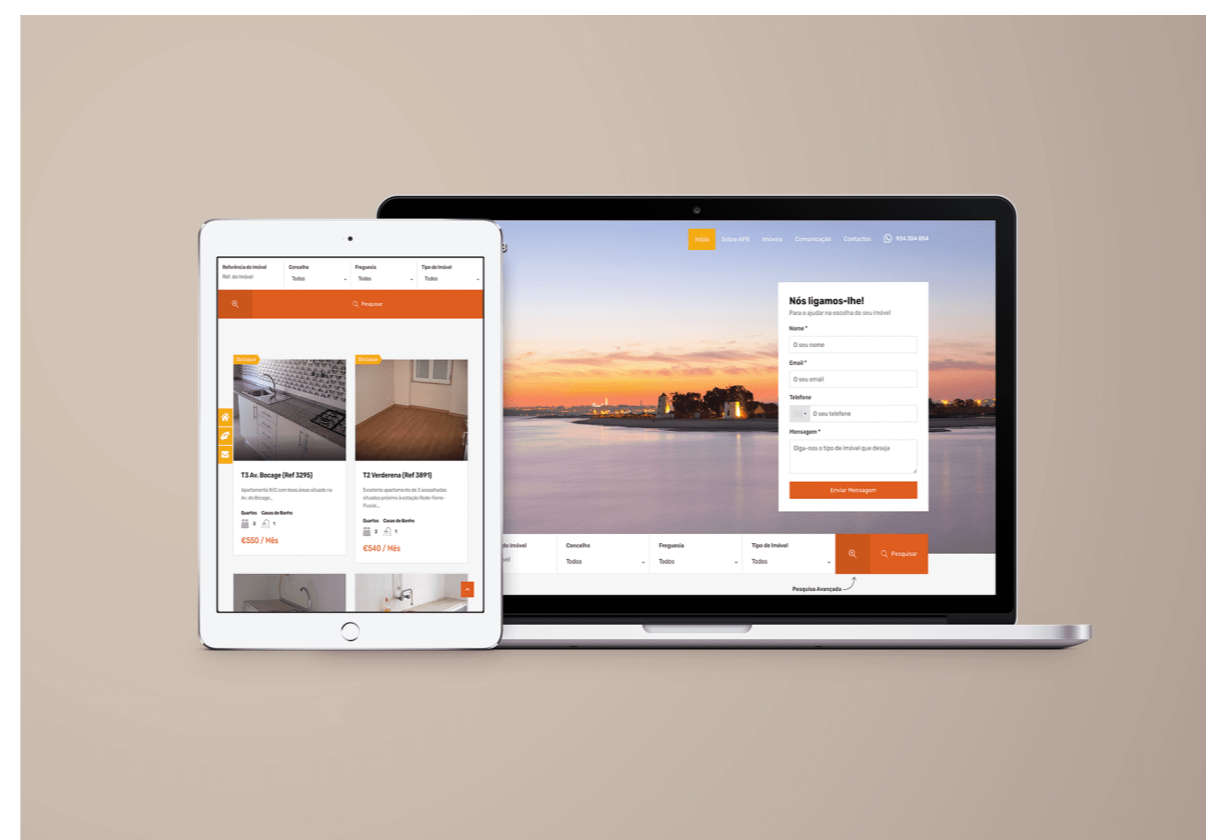 Referência do Imóvel
Ref. do Imóvel
Concelho
Todos
Freguesia
Todos
Tipo de Imóvel
Todos
Pesquisar
Destaque
Destaque
T3 Av. Bocage (Ref 3295)
Apartamento R/C com boas áreas situado na
Av. do Bocage...
Quartos Casas de Banho
3 1
€550 / Mês
T2 Verderena (Ref 3891)
Excelente apartamento de 3 assoalhadas
situadas próximo à estação Rodo-Ferro-
Fluvial...
Quartos Casas de Banho
2 1
€540 / Mês
Início
Sobre APB
Imóveis
Comunicação
Contactos
934 354 654
Nós ligamos-lhe!
Para o ajudar na escolha do seu imóvel
Nome *
O seu nome
Email *
O seu email
Telefone
O seu telefone
Mensagem *
Diga-nos o tipo de imóvel que deseja
Enviar Mensagem
do Imóvel
Concelho
Todos
Freguesia
Todos
Tipo de Imóvel
Todos
Pesquisar
Pesquisa Avançada